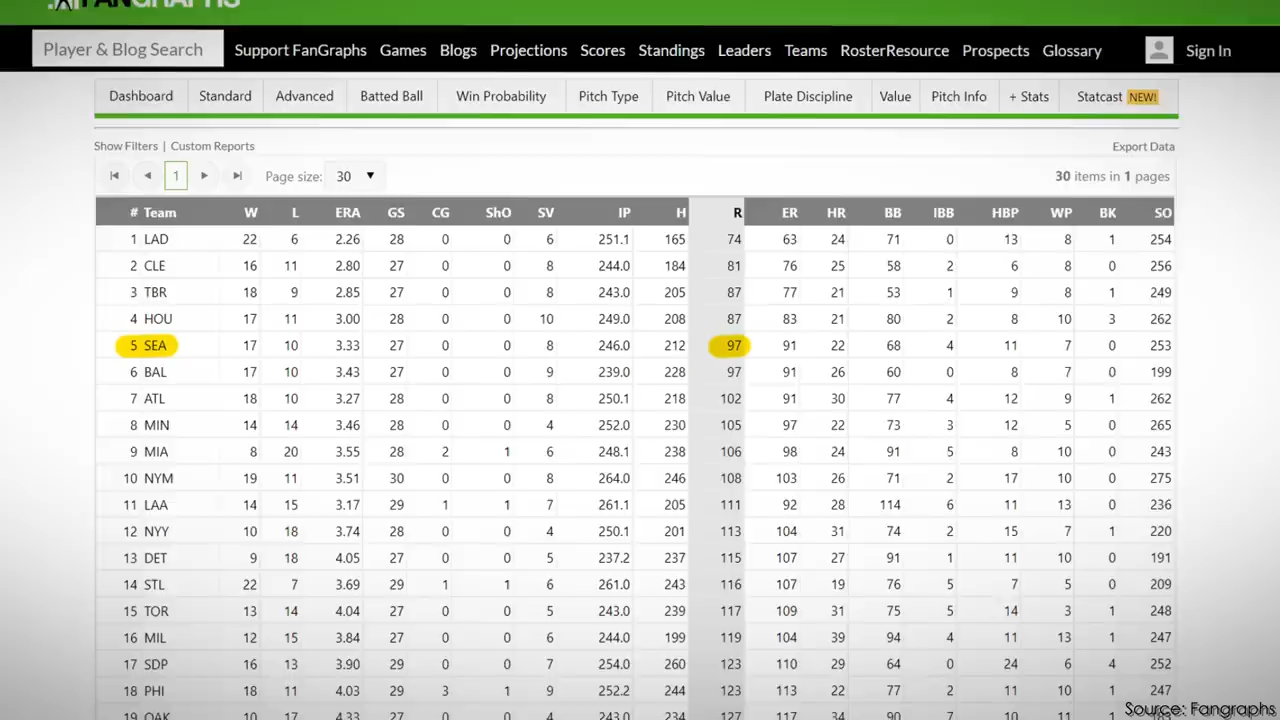 FANGRAPHS
Player & Blog Search Support FanGraphs Games Blogs Projections Scores Standings Leaders Teams RosterResource Prospects Glossary Sign In
Dashboard Standard Advanced Batted Ball Win Probability Pitch Type Pitch Value Plate Discipline Value Pitch Info + Stats Statcast NEW!
Show Filters | Custom Reports Export Data
1 Page size: 30 30 items in 1 pages
# Team W L ERA GS CG ShO SV IP H R ER HR BB IBB HBP WP BK SO
1 LAD 22 6 2.26 28 0 0 6 251.1 165 74 63 24 71 0 13 8 1 254
2 CLE 16 11 2.80 27 0 0 8 244.0 184 81 76 25 58 2 6 8 0 256
3 TBR 18 9 2.85 27 0 0 8 243.0 205 87 77 21 53 1 9 8 1 249
4 HOU 17 11 3.00 28 0 0 10 249.0 208 87 83 21 80 2 8 10 3 262
5 SEA 17 10 3.33 27 0 0 8 246.0 212 97 91 22 68 4 11 7 0 253
6 BAL 17 10 3.43 27 0 0 9 239.0 228 97 91 26 60 0 8 7 0 199
7 ATL 18 10 3.27 28 0 0 8 250.1 218 102 91 30 77 4 12 9 1 262
8 MIN 14 14 3.46 28 0 0 4 252.0 230 105 97 22 73 3 12 5 0 265
9 MIA 8 20 3.55 28 2 1 6 248.1 238 106 98 24 91 5 8 10 0 243
10 NYM 19 11 3.51 30 0 0 8 264.0 246 108 103 26 71 2 17 10 0 275
11 LAA 14 15 3.17 29 1 1 7 261.1 205 111 92 28 114 6 11 13 0 236
12 NYY 10 18 3.74 28 0 0 4 250.1 201 113 104 31 74 2 15 7 1 220
13 DET 9 18 4.05 27 0 0 5 237.2 237 115 107 27 91 1 11 10 0 191
14 STL 22 7 3.69 29 1 1 6 261.0 243 116 107 19 76 5 7 5 0 209
15 TOR 13 14 4.04 27 0 0 5 243.0 239 117 109 31 75 5 14 3 1 248
16 MIL 12 15 3.84 27 0 0 6 244.0 199 119 104 39 94 4 11 13 1 247
17 SDP 16 13 3.90 29 0 0 7 254.0 260 123 110 29 64 0 24 6 4 252
18 PHI 18 11 4.03 29 3 1 9 252.2 244 123 113 22 77 2 11 10 1 247
19 OAK 10 17 4.33 27 0 0 4 243.0 234 127 117 34 90 7 10 11 0
Source: Fangraphs